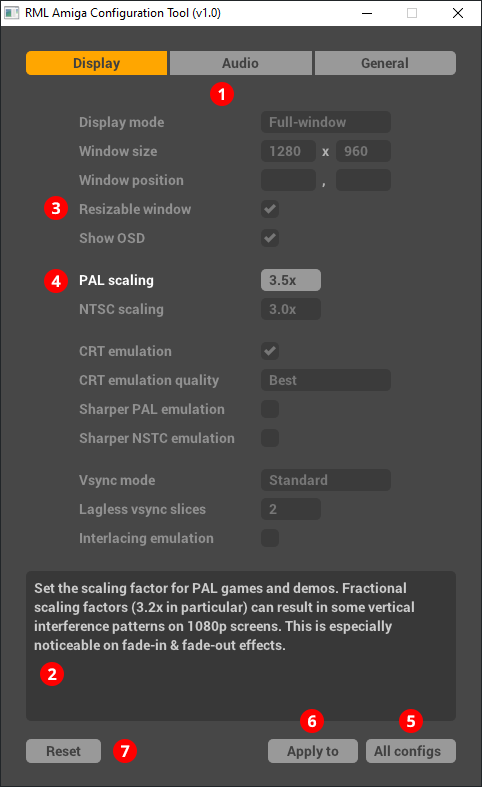 RML Amiga Configuration Tool (v1.0)
Display Audio General
1
Display mode Full-window
Window size 1280 x 960
Window position ,
3 Resizable window
Show OSD
4 PAL scaling 3.5x
NTSC scaling 3.0x
CRT emulation
CRT emulation quality Best
Sharper PAL emulation
Sharper NSTC emulation
Vsync mode Standard
Lagless vsync slices 2
Interlacing emulation
Set the scaling factor for PAL games and demos. Fractional
scaling factors (3.2x in particular) can result in some vertical
interference patterns on 1080p screens. This is especially
noticeable on fade-in & fade-out effects.
2
6 5
Reset 7 Apply to All configs